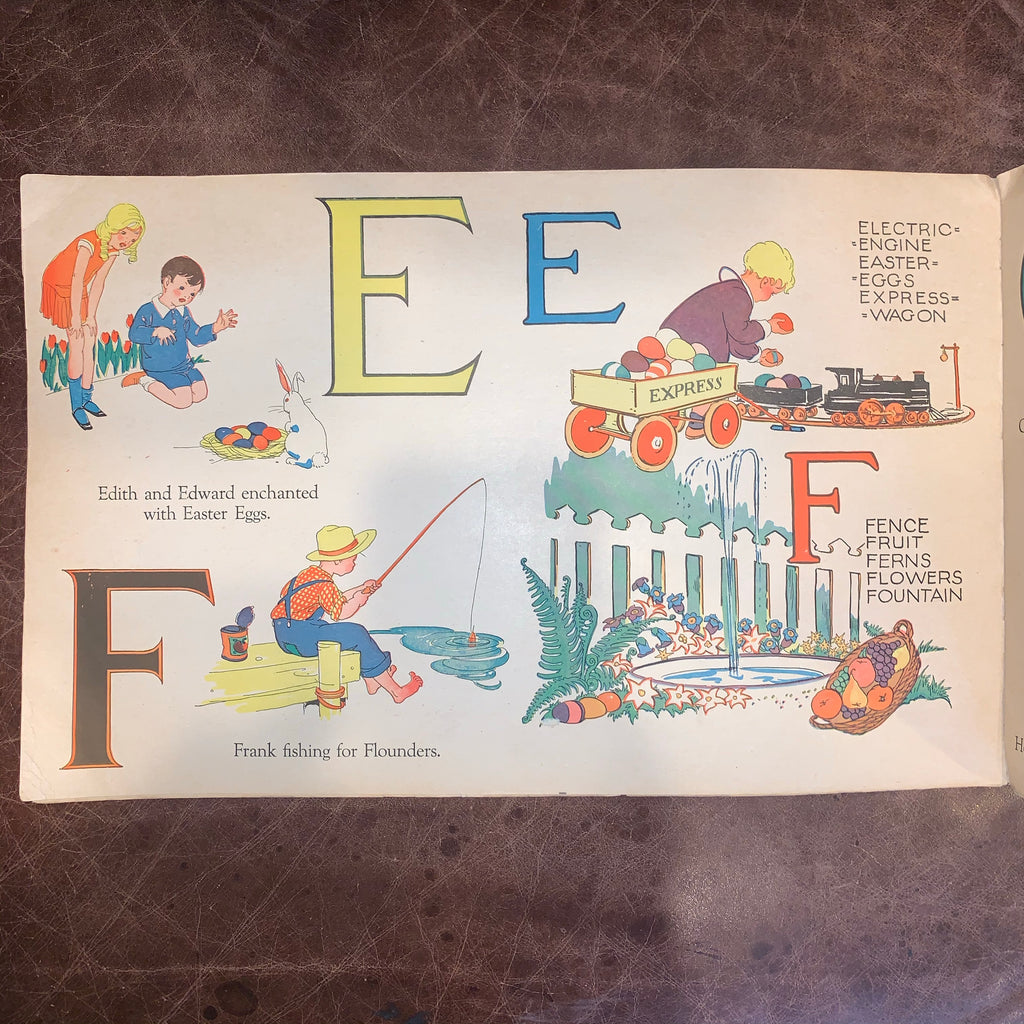 E
E
ELECTRIC=
=ENGINE
EASTER=
=EGGS
EXPRESS=
=WAGON
EXPRESS
Edith and Edward enchanted
with Easter Eggs.
F
F
FENCE
FRUIT
FERNS
FLOWERS
FOUNTAIN
Frank fishing for Flounders.